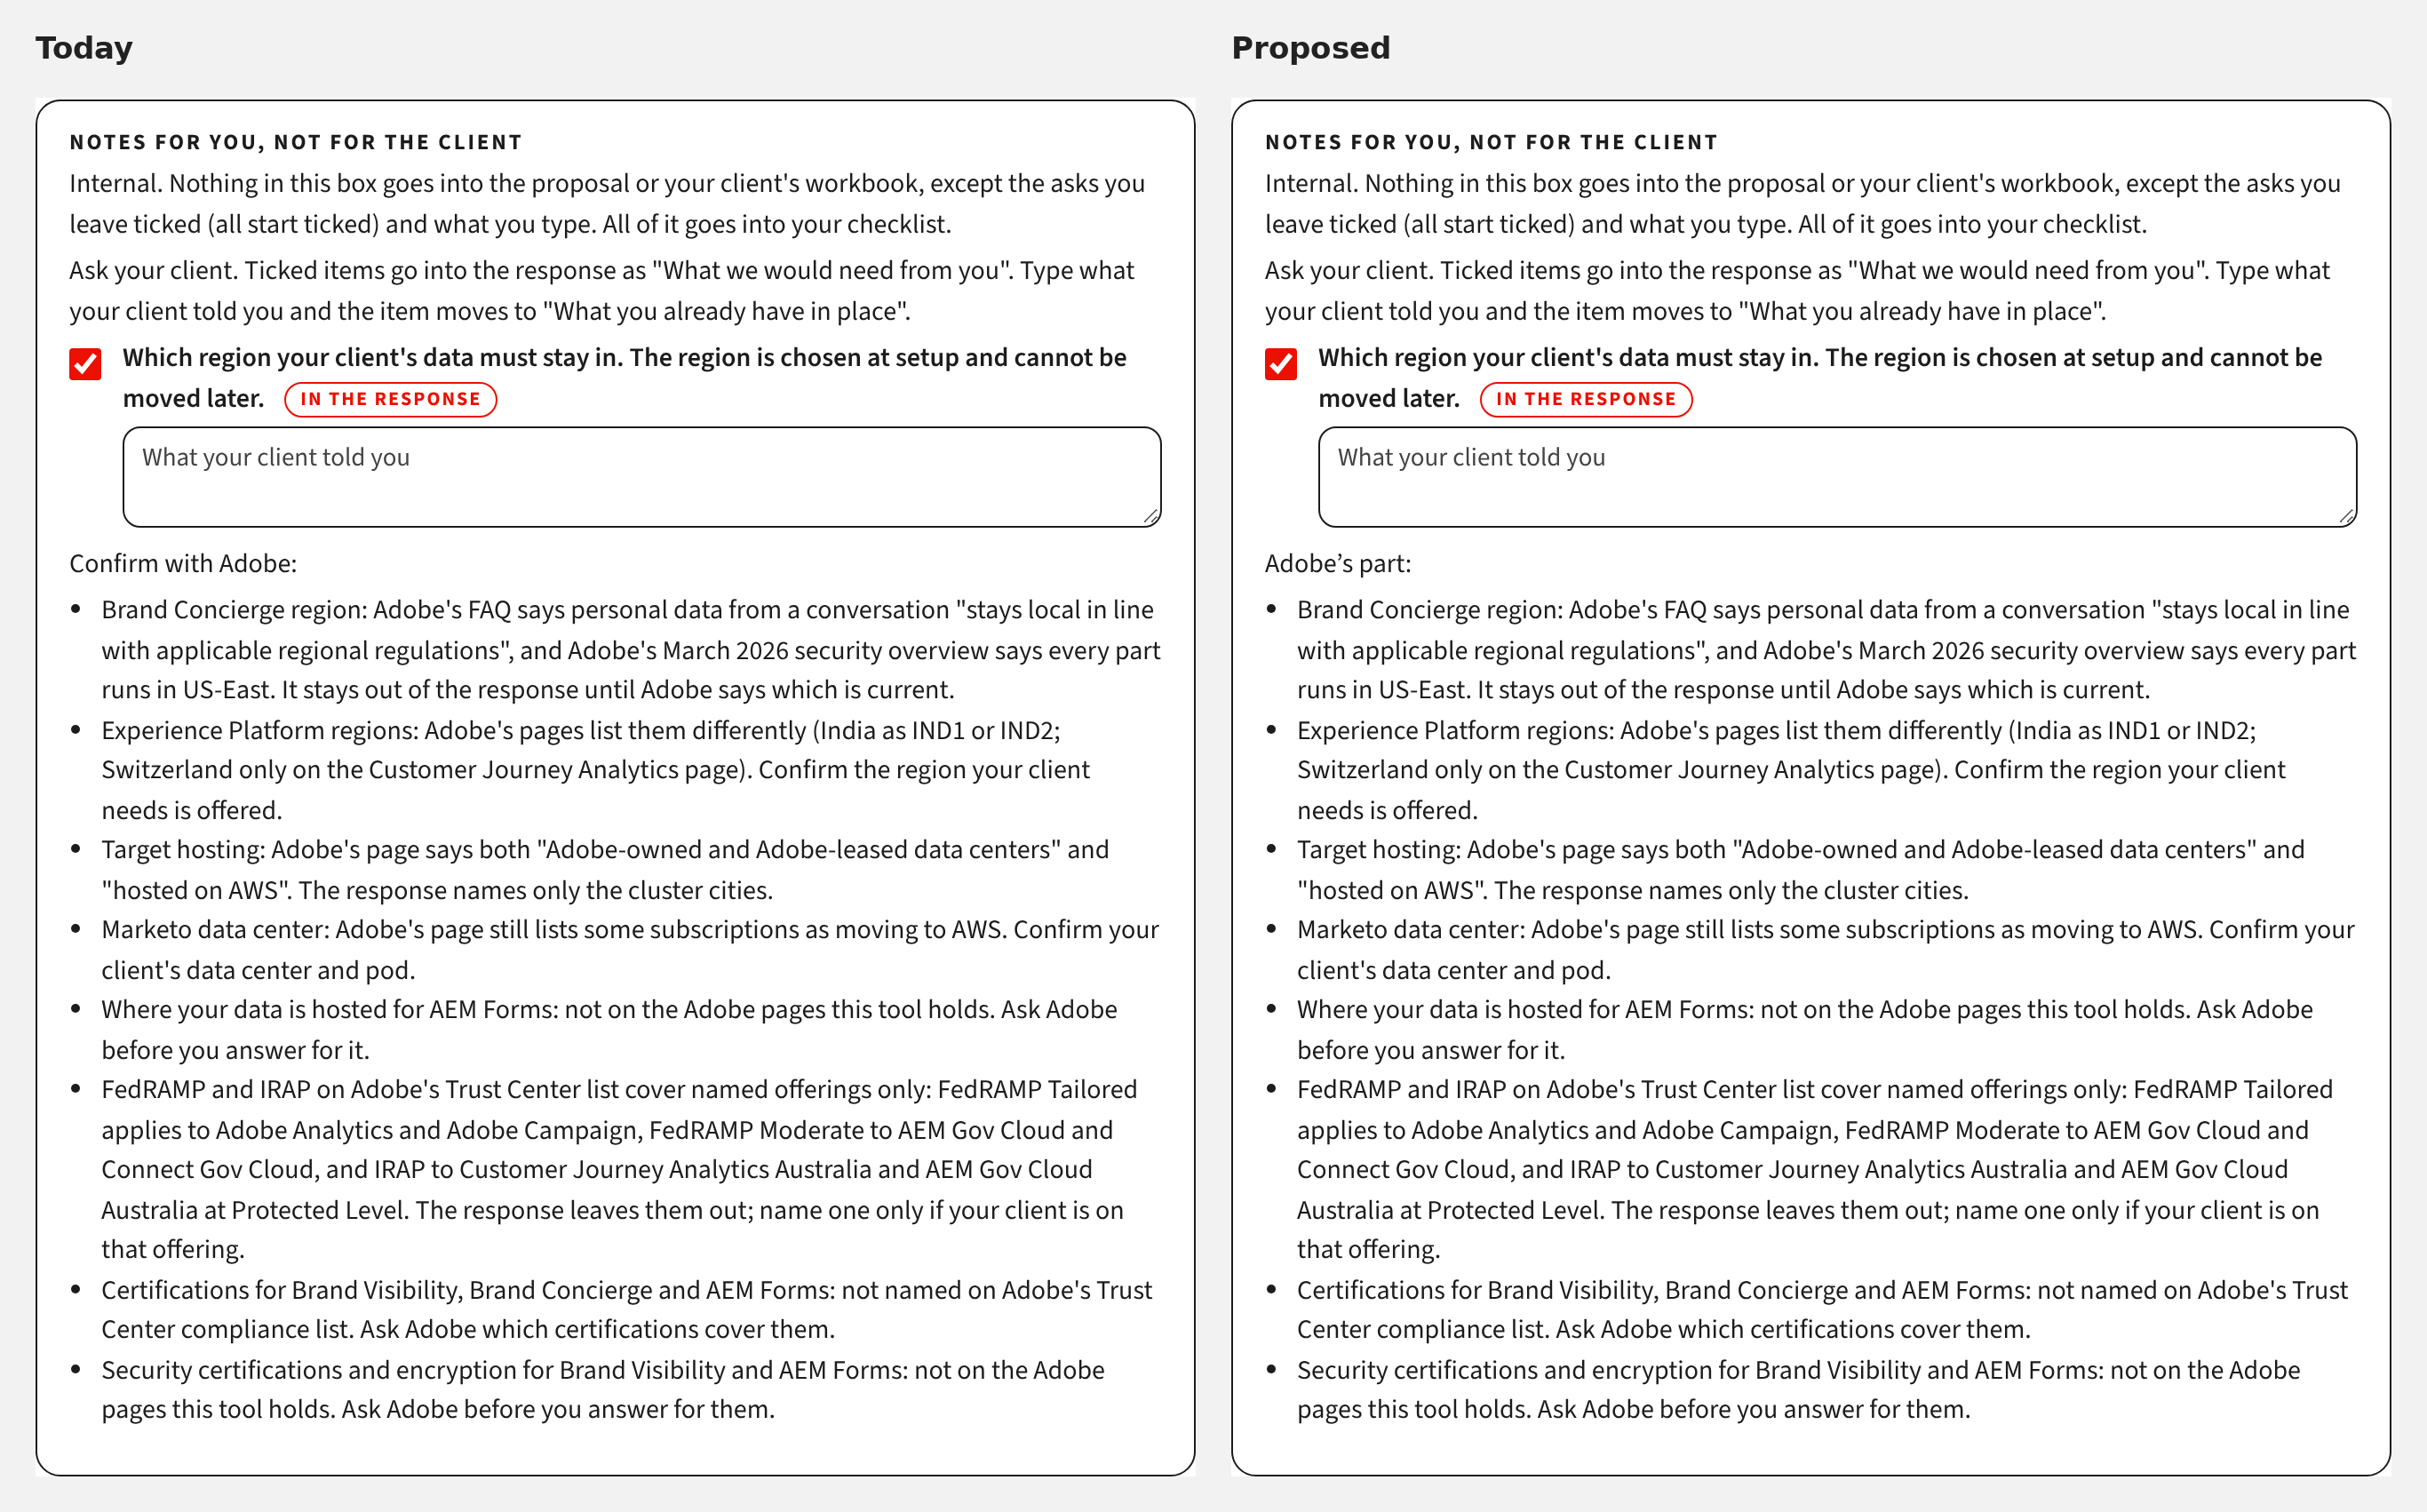 Today
NOTES FOR YOU, NOT FOR THE CLIENT
Internal. Nothing in this box goes into the proposal or your client's workbook, except the asks you
leave ticked (all start ticked) and what you type. All of it goes into your checklist.
Ask your client. Ticked items go into the response as "What we would need from you". Type what
your client told you and the item moves to "What you already have in place".
Which region your client's data must stay in. The region is chosen at setup and cannot be
moved later. IN THE RESPONSE
What your client told you
Confirm with Adobe:
• Brand Concierge region: Adobe's FAQ says personal data from a conversation "stays local in line
with applicable regional regulations", and Adobe's March 2026 security overview says every part
runs in US-East. It stays out of the response until Adobe says which is current.
• Experience Platform regions: Adobe's pages list them differently (India as IND1 or IND2;
Switzerland only on the Customer Journey Analytics page). Confirm the region your client
needs is offered.
• Target hosting: Adobe's page says both "Adobe-owned and Adobe-leased data centers" and
"hosted on AWS". The response names only the cluster cities.
• Marketo data center: Adobe's page still lists some subscriptions as moving to AWS. Confirm your
client's data center and pod.
• Where your data is hosted for AEM Forms: not on the Adobe pages this tool holds. Ask Adobe
before you answer for it.
• FedRAMP and IRAP on Adobe's Trust Center list cover named offerings only: FedRAMP Tailored
applies to Adobe Analytics and Adobe Campaign, FedRAMP Moderate to AEM Gov Cloud and
Connect Gov Cloud, and IRAP to Customer Journey Analytics Australia and AEM Gov Cloud
Australia at Protected Level. The response leaves them out; name one only if your client is on
that offering.
• Certifications for Brand Visibility, Brand Concierge and AEM Forms: not named on Adobe's Trust
Center compliance list. Ask Adobe which certifications cover them.
• Security certifications and encryption for Brand Visibility and AEM Forms: not on the Adobe
pages this tool holds. Ask Adobe before you answer for them.
Proposed
NOTES FOR YOU, NOT FOR THE CLIENT
Internal. Nothing in this box goes into the proposal or your client's workbook, except the asks you
leave ticked (all start ticked) and what you type. All of it goes into your checklist.
Ask your client. Ticked items go into the response as "What we would need from you". Type what
your client told you and the item moves to "What you already have in place".
Which region your client's data must stay in. The region is chosen at setup and cannot be
moved later. IN THE RESPONSE
What your client told you
Adobe’s part:
• Brand Concierge region: Adobe's FAQ says personal data from a conversation "stays local in line
with applicable regional regulations", and Adobe's March 2026 security overview says every part
runs in US-East. It stays out of the response until Adobe says which is current.
• Experience Platform regions: Adobe's pages list them differently (India as IND1 or IND2;
Switzerland only on the Customer Journey Analytics page). Confirm the region your client
needs is offered.
• Target hosting: Adobe's page says both "Adobe-owned and Adobe-leased data centers" and
"hosted on AWS". The response names only the cluster cities.
• Marketo data center: Adobe's page still lists some subscriptions as moving to AWS. Confirm your
client's data center and pod.
• Where your data is hosted for AEM Forms: not on the Adobe pages this tool holds. Ask Adobe
before you answer for it.
• FedRAMP and IRAP on Adobe's Trust Center list cover named offerings only: FedRAMP Tailored
applies to Adobe Analytics and Adobe Campaign, FedRAMP Moderate to AEM Gov Cloud and
Connect Gov Cloud, and IRAP to Customer Journey Analytics Australia and AEM Gov Cloud
Australia at Protected Level. The response leaves them out; name one only if your client is on
that offering.
• Certifications for Brand Visibility, Brand Concierge and AEM Forms: not named on Adobe's Trust
Center compliance list. Ask Adobe which certifications cover them.
• Security certifications and encryption for Brand Visibility and AEM Forms: not on the Adobe
pages this tool holds. Ask Adobe before you answer for them.